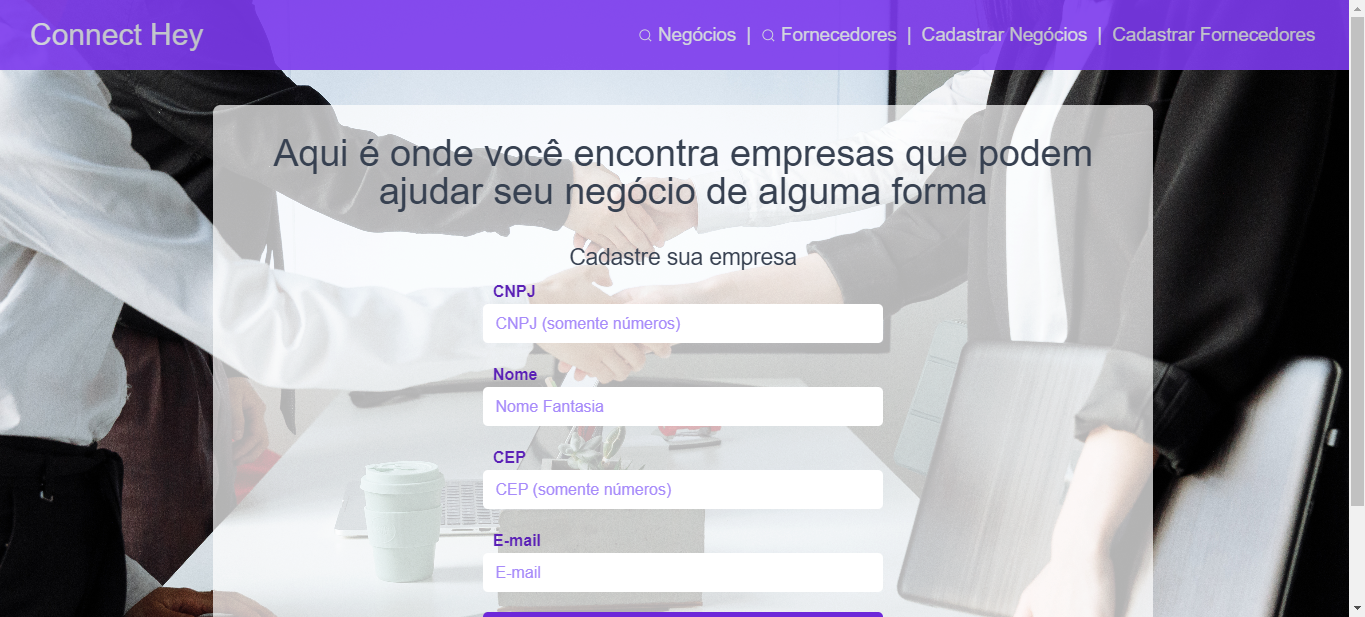 Connect Hey
Negócios | Fornecedores | Cadastrar Negócios | Cadastrar Fornecedores
Aqui é onde você encontra empresas que podem
ajudar seu negócio de alguma forma
Cadastre sua empresa
CNPJ
CNPJ (somente números)
Nome
Nome Fantasia
CEP
CEP (somente números)
E-mail
E-mail